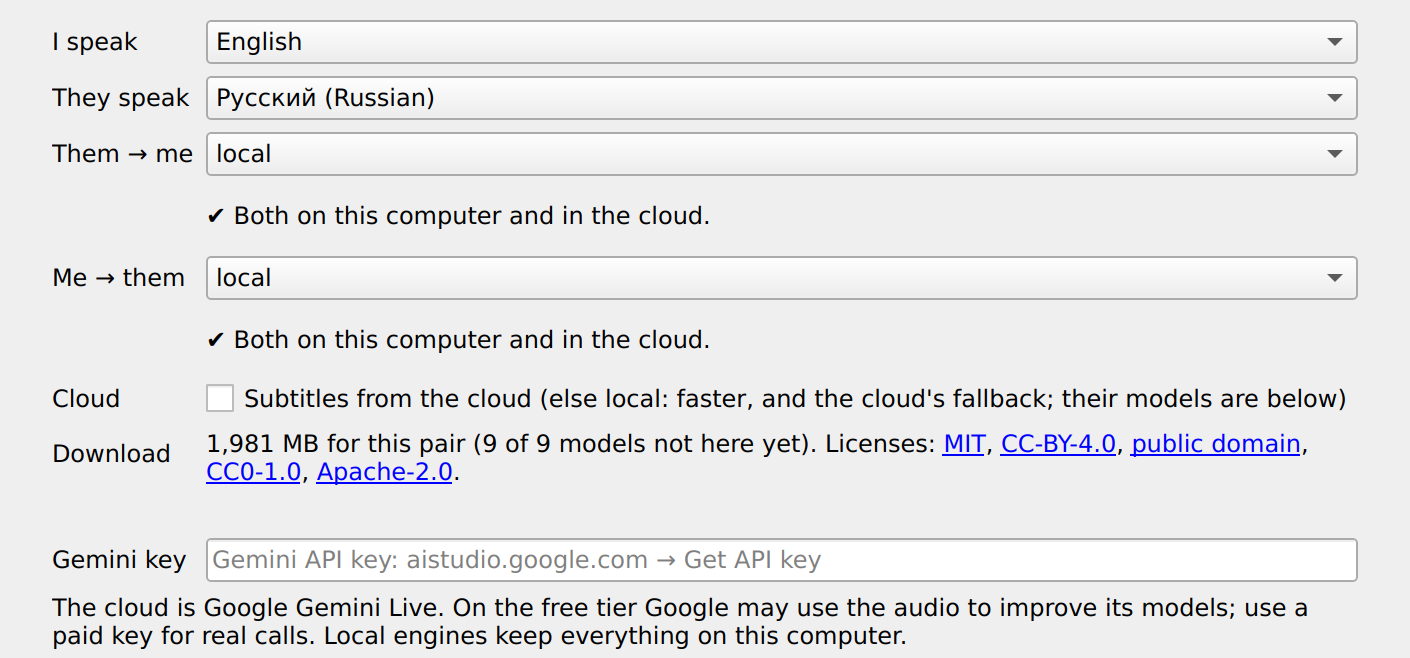 I speak English
They speak Русский (Russian)
Them → me local
✔ Both on this computer and in the cloud.
Me → them local
✔ Both on this computer and in the cloud.
Cloud Subtitles from the cloud (else local: faster, and the cloud's fallback; their models are below)
Download 1,981 MB for this pair (9 of 9 models not here yet). Licenses: MIT, CC-BY-4.0, public domain,
CC0-1.0, Apache-2.0.
Gemini key Gemini API key: aistudio.google.com → Get API key
The cloud is Google Gemini Live. On the free tier Google may use the audio to improve its models; use a
paid key for real calls. Local engines keep everything on this computer.